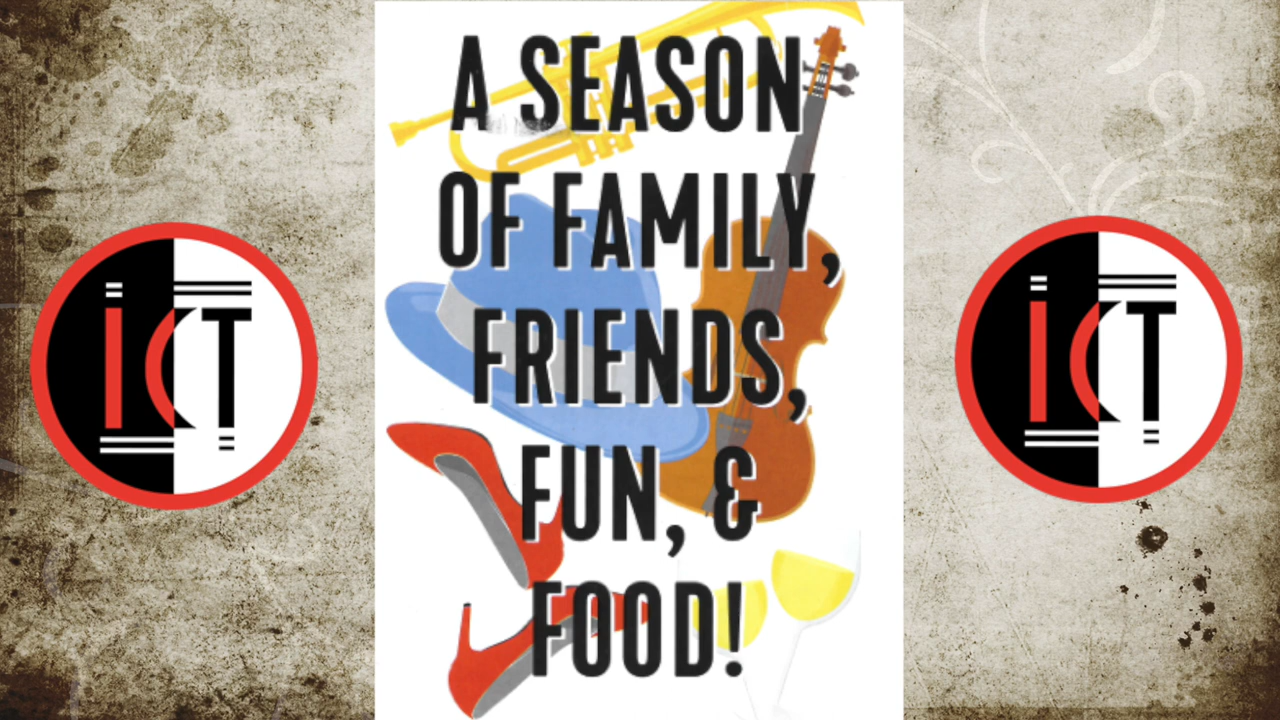 A SEASON
OF FAMILY,
FRIENDS,
FUN, &
FOOD!
ICT
ICT